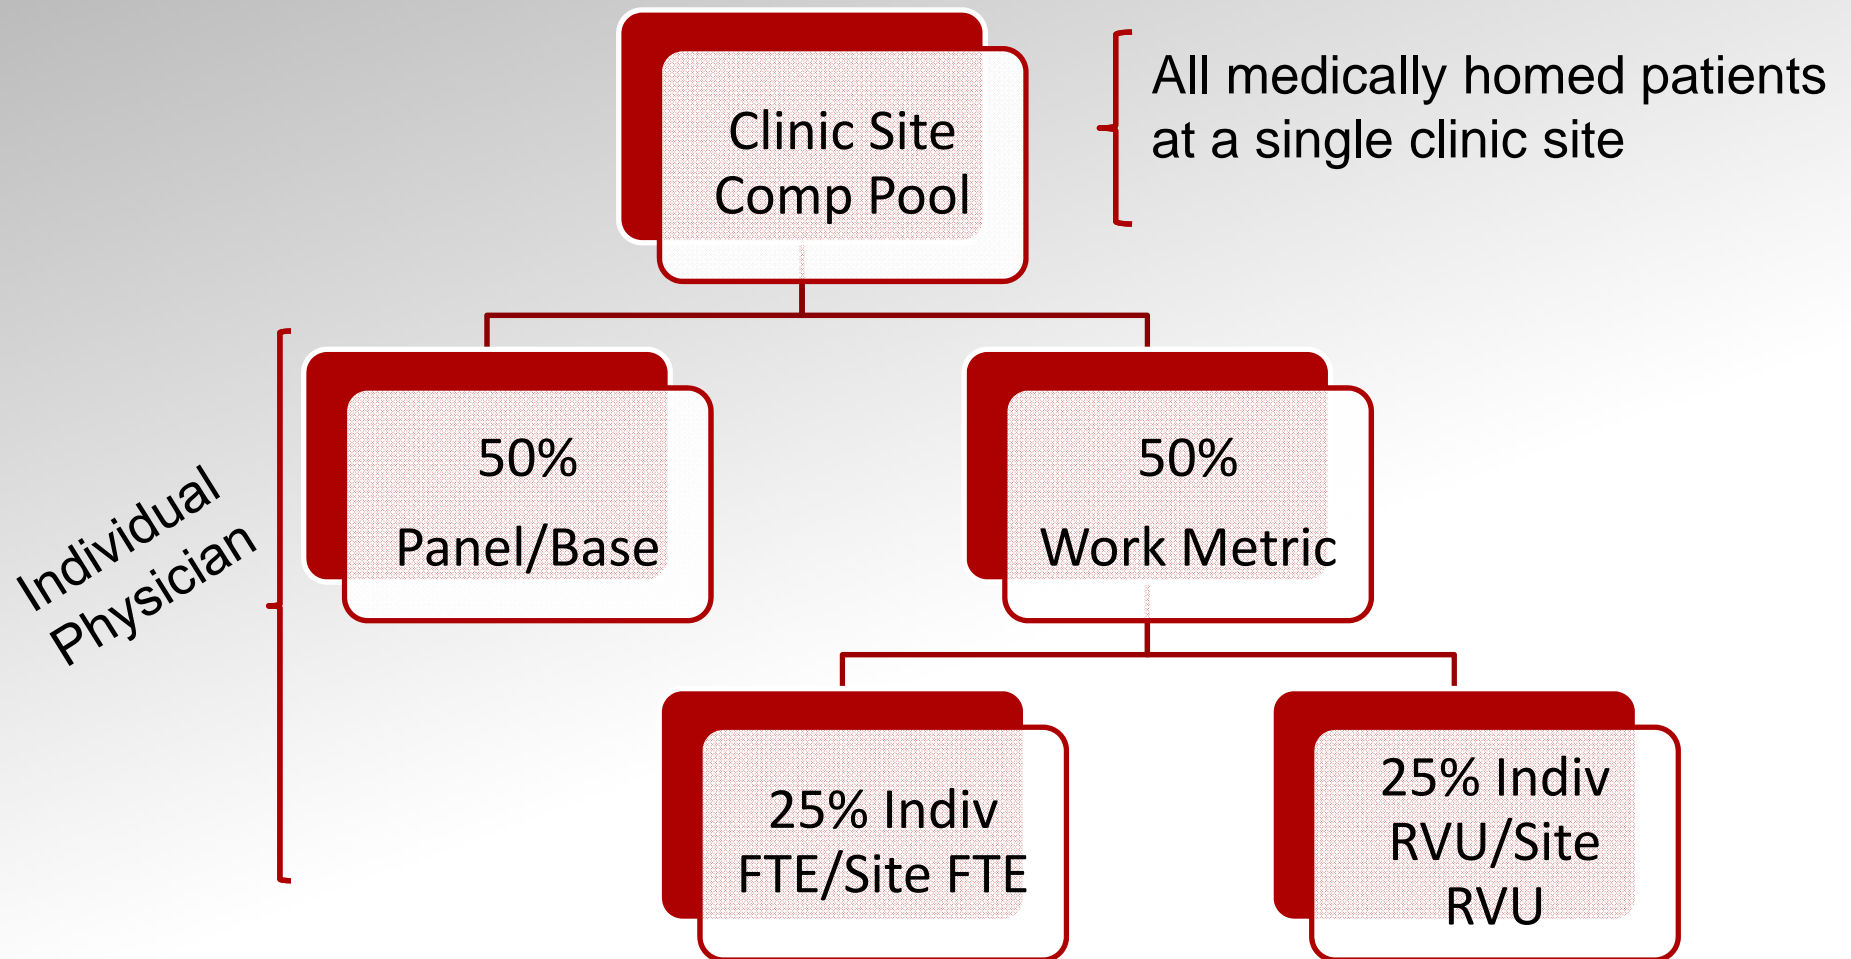 Clinic Site
Comp Pool
All medically homed patients
at a single clinic site
Individual
Physician
50%
Panel/Base
50%
Work Metric
25% Indiv
FTE/Site FTE
25% Indiv
RVU/Site
RVU